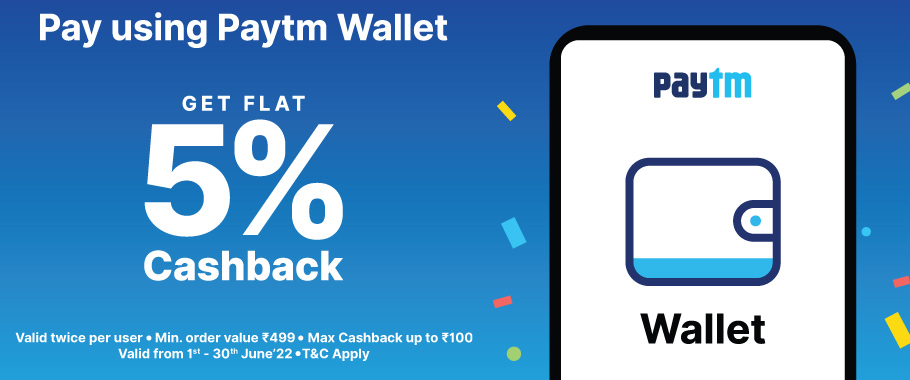 Pay using Paytm Wallet
GET FLAT
5%
Cashback
Valid twice per user • Min. order value ₹499 • Max Cashback up to ₹100
Valid from 1st - 30th June'22 • T&C Apply
paytm
Wallet